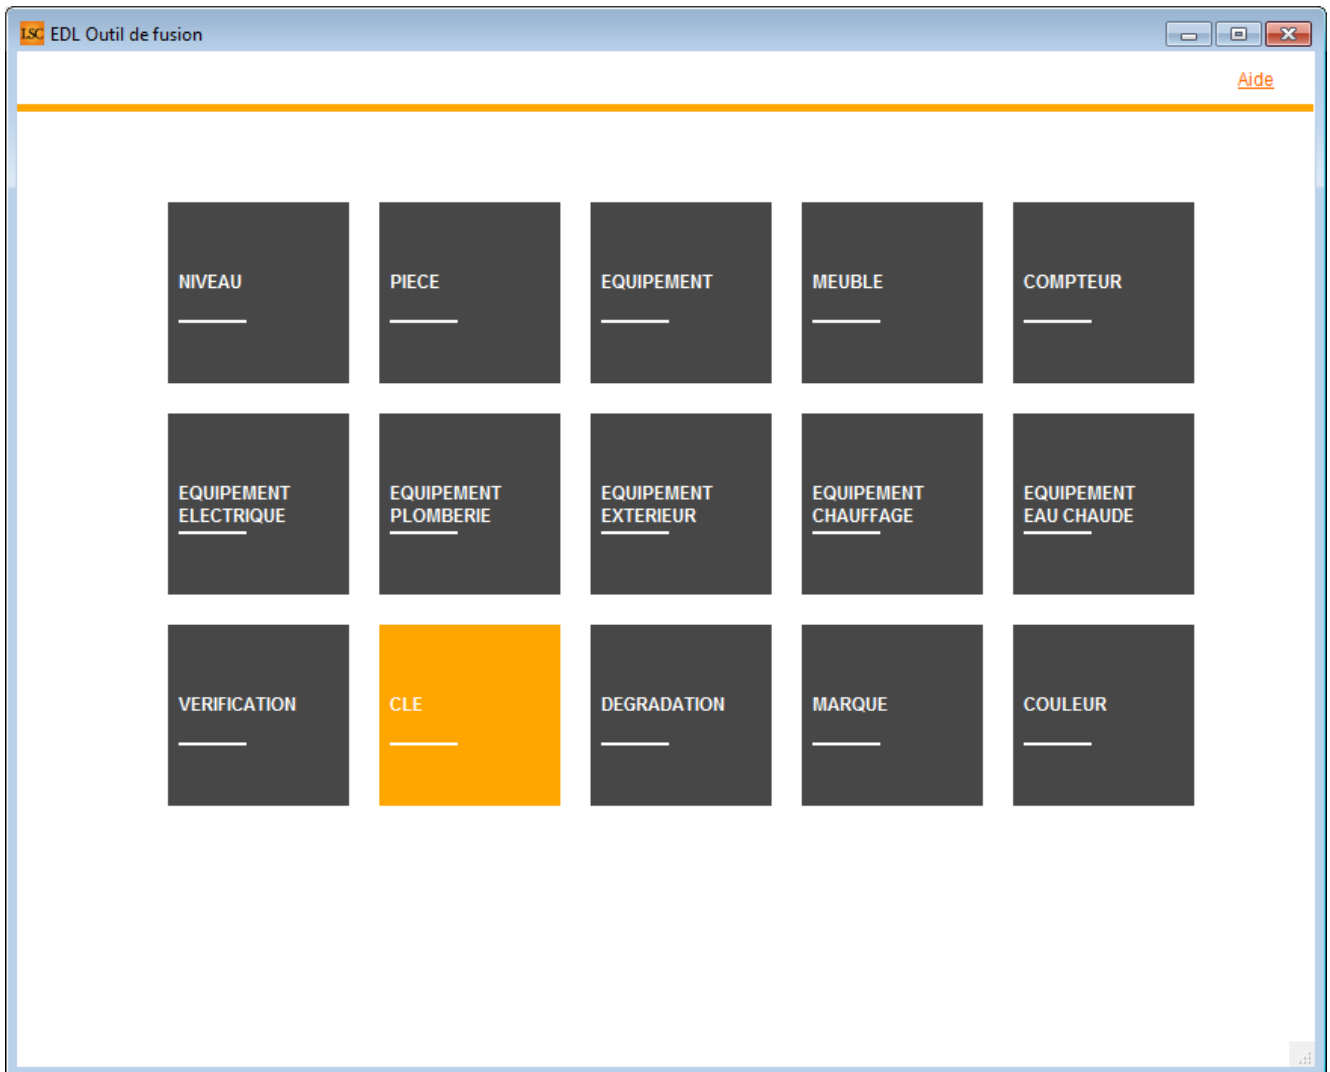 LSC EDL Outil de fusion
Aide
NIVEAU
PIECE
EQUIPEMENT
MEUBLE
COMPTEUR
EQUIPEMENT
ELECTRIQUE
EQUIPEMENT
PLOMBERIE
EQUIPEMENT
EXTERIEUR
EQUIPEMENT
CHAUFFAGE
EQUIPEMENT
EAU CHAUDE
VERIFICATION
CLE
DEGRADATION
MARQUE
COULEUR